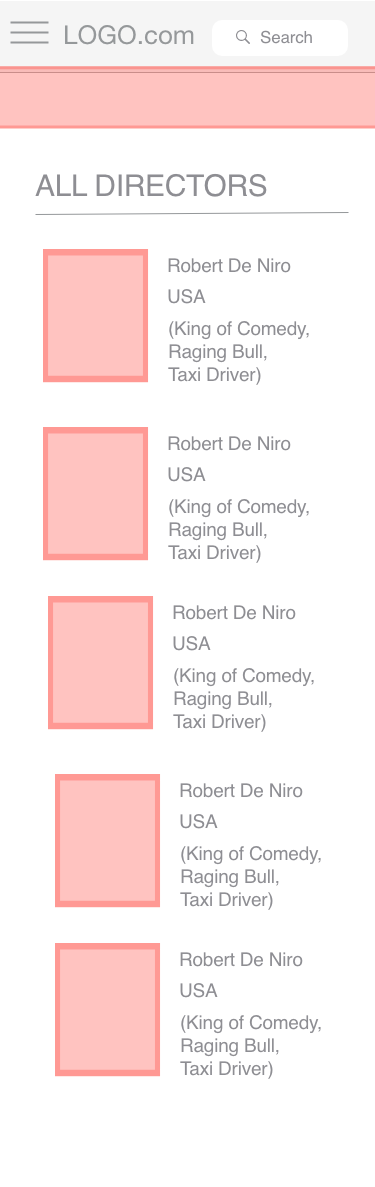 LOGO.com
Search
ALL DIRECTORS
Robert De Niro
USA
(King of Comedy,
Raging Bull,
Taxi Driver)
Robert De Niro
USA
(King of Comedy,
Raging Bull,
Taxi Driver)
Robert De Niro
USA
(King of Comedy,
Raging Bull,
Taxi Driver)
Robert De Niro
USA
(King of Comedy,
Raging Bull,
Taxi Driver)
Robert De Niro
USA
(King of Comedy,
Raging Bull,
Taxi Driver)